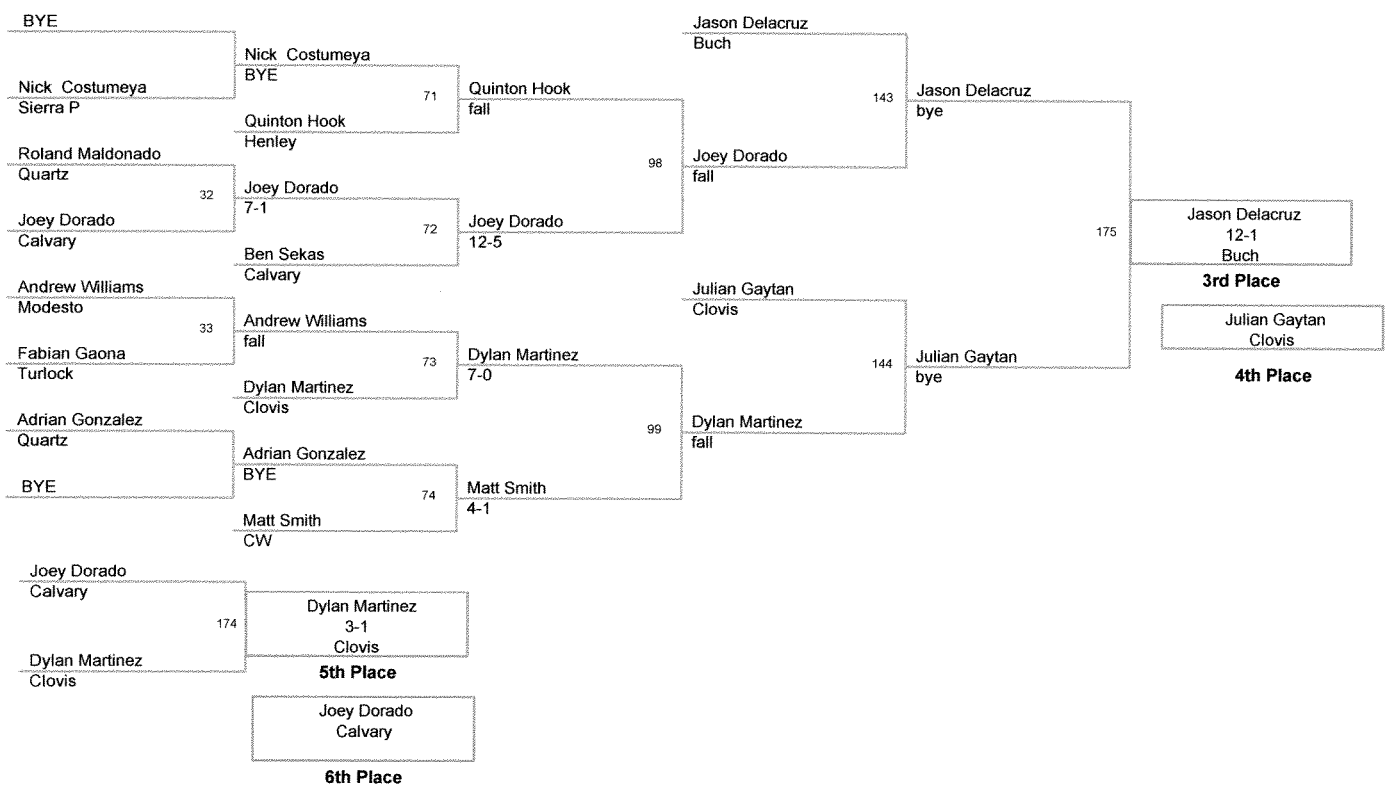 BYE
Nick Costumeya
Sierra P
Roland Maldonado
Quartz
32
Joey Dorado
Calvary
Andrew Williams
Modesto
33
Fabian Gaona
Turlock
Adrian Gonzalez
Quartz
BYE
Nick Costumeya
BYE
71
Quinton Hook
Henley
Joey Dorado
7-1
72
Ben Sekas
Calvary
Andrew Williams
fall
73
Dylan Martinez
Clovis
Adrian Gonzalez
BYE
74
Matt Smith
CW
Quinton Hook
fall
98
Joey Dorado
12-5
Dylan Martinez
7-0
99
Matt Smith
4-1
Jason Delacruz
Buch
143
Joey Dorado
fall
Julian Gaytan
Clovis
144
Dylan Martinez
fall
Jason Delacruz
bye
175
Julian Gaytan
bye
Jason Delacruz
12-1
Buch
3rd Place
Julian Gaytan
Clovis
4th Place
Joey Dorado
Calvary
174
Dylan Martinez
Clovis
Dylan Martinez
3-1
Clovis
5th Place
Joey Dorado
Calvary
6th Place